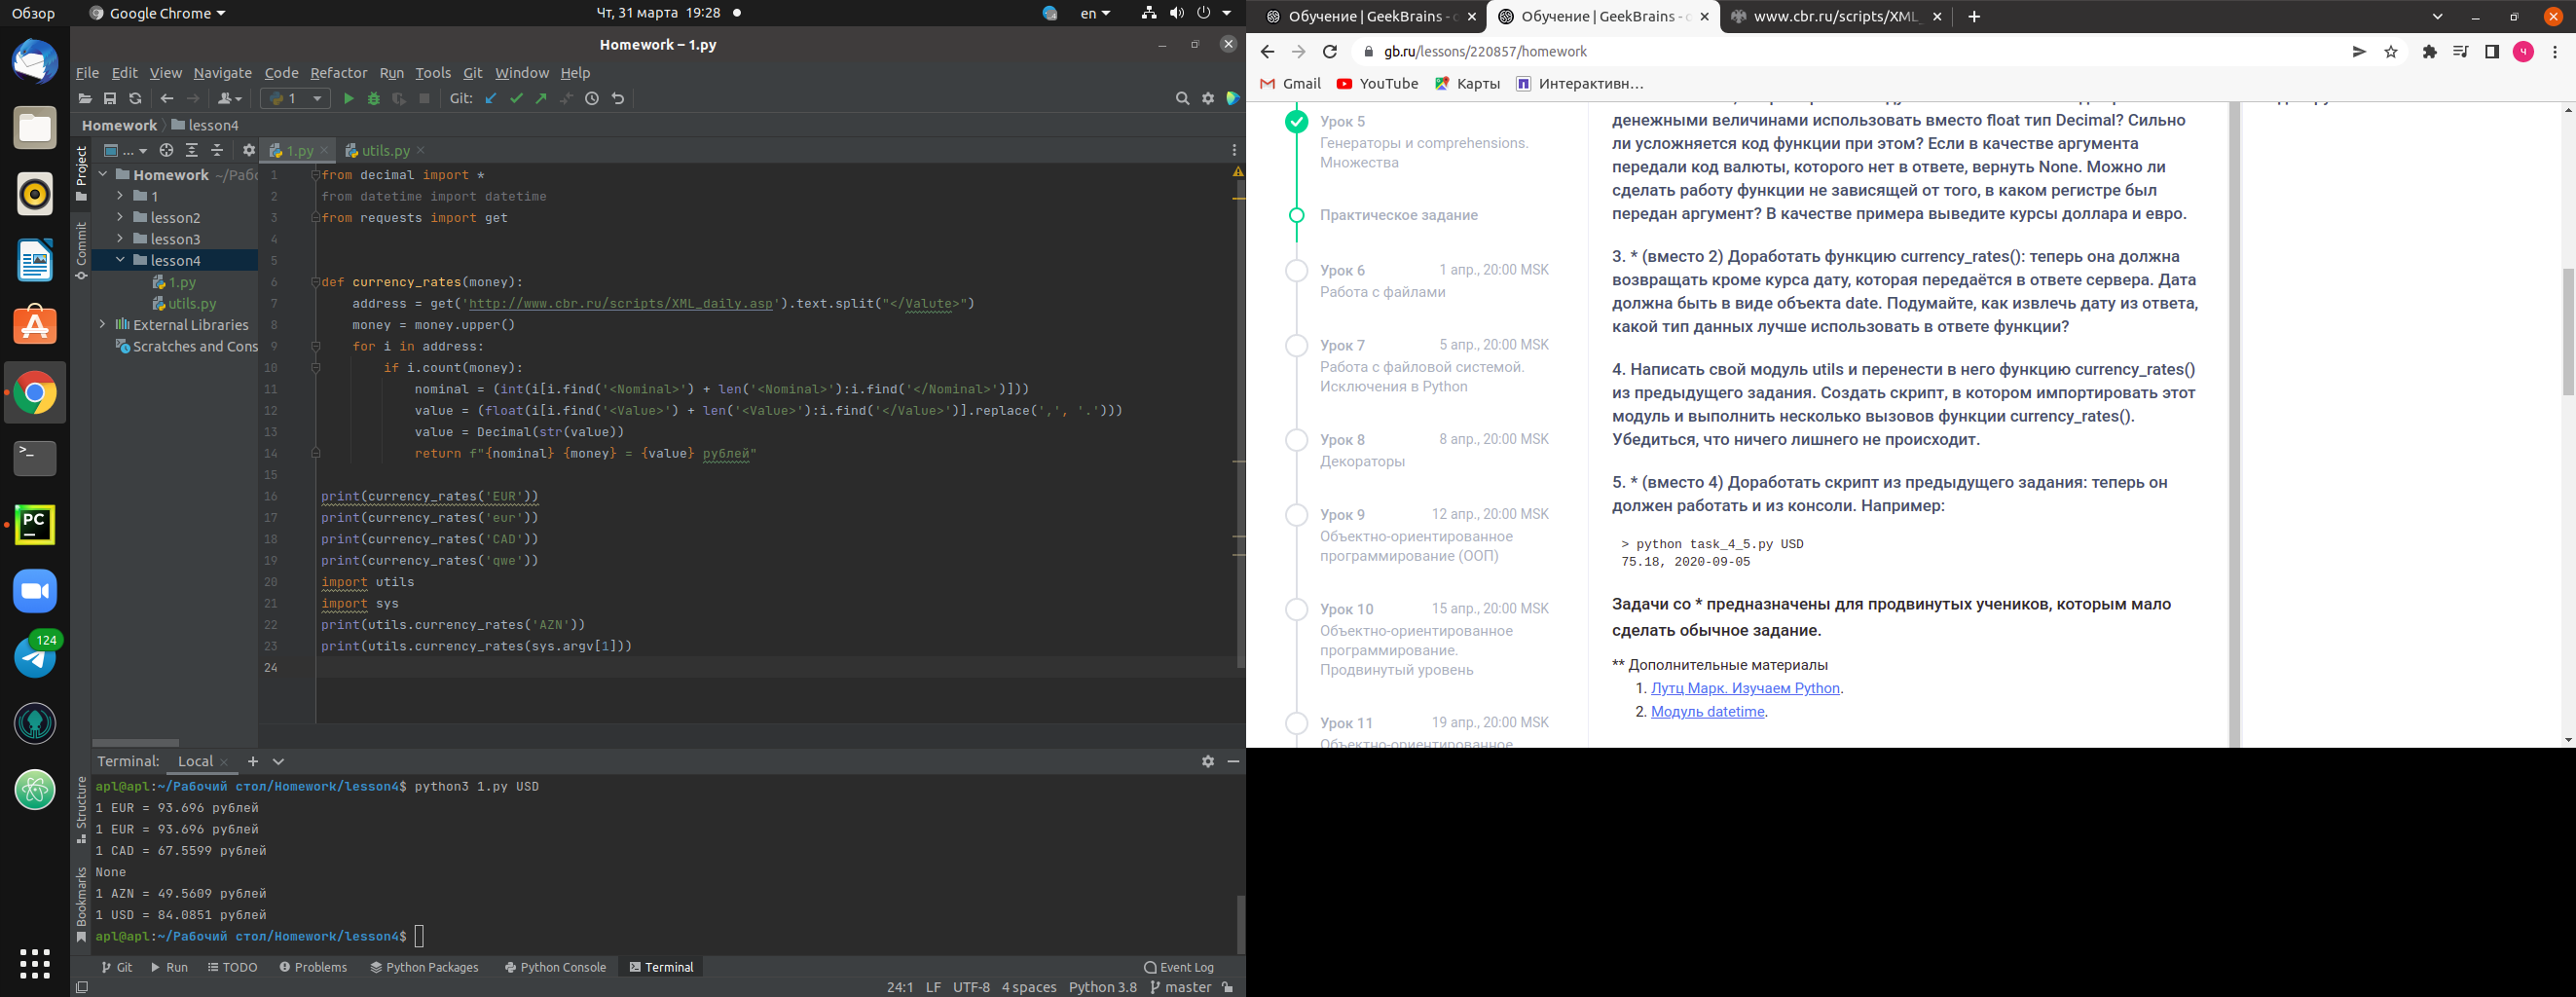 Обзор
Google Chrome
Чт, 31 марта 19:28
en
Homework – 1.py
File Edit View Navigate Code Refactor Run Tools Git Window Help
1
Git:
Homework
lesson4
Project
Commit
Structure
Bookmarks
...
1.py
utils.py
Homework
1
lesson2
lesson3
lesson4
1.py
utils.py
External Libraries
Scratches and Cons
1 from decimal import *
2 from datetime import datetime
3 from requests import get
4
5
6 def currency_rates(money):
7 address = get('http://www.cbr.ru/scripts/XML_daily.asp').text.split("</Valute>")
8 money = money.upper()
9 for i in address:
10 if i.count(money):
11 nominal = (int(i[i.find('<Nominal>') + len('<Nominal>'):i.find('</Nominal>')]))
12 value = (float(i[i.find('<Value>') + len('<Value>'):i.find('</Value>')].replace(',', '.')))
13 value = Decimal(str(value))
14 return f"{nominal} {money} = {value} рублей"
15
16 print(currency_rates('EUR'))
17 print(currency_rates('eur'))
18 print(currency_rates('CAD'))
19 print(currency_rates('qwe'))
20 import utils
21 import sys
22 print(utils.currency_rates('AZN'))
23 print(utils.currency_rates(sys.argv[1]))
24
Terminal: Local
apl@apl:~/Рабочий стол/Homework/lesson4$ python3 1.py USD
1 EUR = 93.696 рублей
1 EUR = 93.696 рублей
1 CAD = 67.5599 рублей
None
1 AZN = 49.5609 рублей
1 USD = 84.0851 рублей
apl@apl:~/Рабочий стол/Homework/lesson4$
Git Run TODO Problems Python Packages Python Console Terminal Event Log
24:1 LF UTF-8 4 spaces Python 3.8 master
124
PC
Обучение | GeekBrains - Обучение | GeekBrains - www.cbr.ru/scripts/XML_
gb.ru/lessons/220857/homework
ч
Gmail YouTube Карты Интерактивн…
Урок 5
Генераторы и comprehensions.
Множества
Практическое задание
Урок 6 1 апр., 20:00 MSK
Работа с файлами
Урок 7 5 апр., 20:00 MSK
Работа с файловой системой.
Исключения в Python
Урок 8 8 апр., 20:00 MSK
Декораторы
Урок 9 12 апр., 20:00 MSK
Объектно-ориентированное
программирование (ООП)
Урок 10 15 апр., 20:00 MSK
Объектно-ориентированное
программирование.
Продвинутый уровень
Урок 11 19 апр., 20:00 MSK
Объектно-ориентированное
денежными величинами использовать вместо float тип Decimal? Сильно
ли усложняется код функции при этом? Если в качестве аргумента
передали код валюты, которого нет в ответе, вернуть None. Можно ли
сделать работу функции не зависящей от того, в каком регистре был
передан аргумент? В качестве примера выведите курсы доллара и евро.
3. * (вместо 2) Доработать функцию currency_rates(): теперь она должна
возвращать кроме курса дату, которая передаётся в ответе сервера. Дата
должна быть в виде объекта date. Подумайте, как извлечь дату из ответа,
какой тип данных лучше использовать в ответе функции?
4. Написать свой модуль utils и перенести в него функцию currency_rates()
из предыдущего задания. Создать скрипт, в котором импортировать этот
модуль и выполнить несколько вызовов функции currency_rates().
Убедиться, что ничего лишнего не происходит.
5. * (вместо 4) Доработать скрипт из предыдущего задания: теперь он
должен работать и из консоли. Например:
> python task_4_5.py USD
75.18, 2020-09-05
Задачи со * предназначены для продвинутых учеников, которым мало
сделать обычное задание.
** Дополнительные материалы
1. Лутц Марк. Изучаем Python.
2. Модуль datetime.